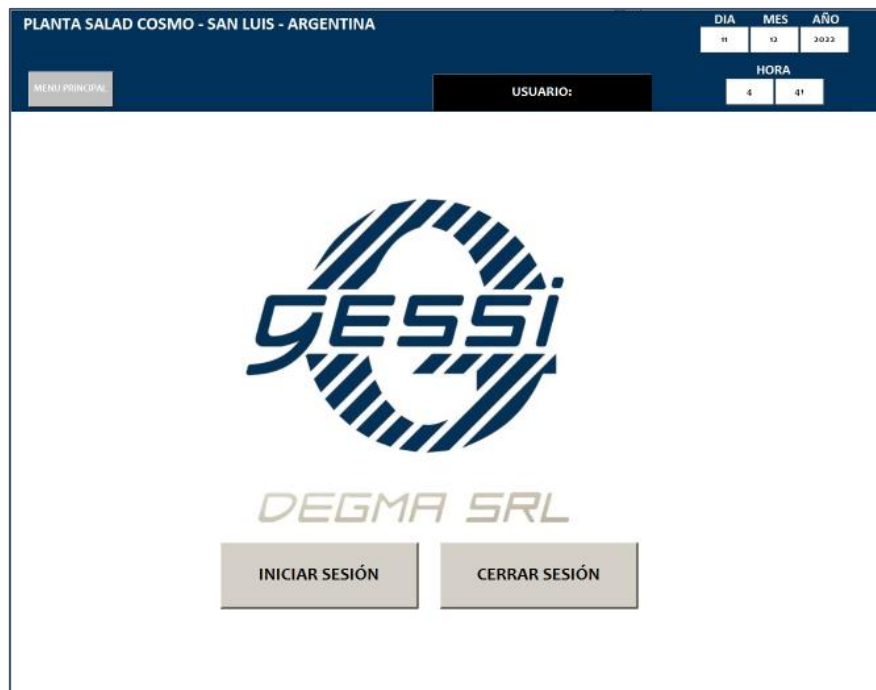 PLANTA SALAD COSMO - SAN LUIS - ARGENTINA
DIA MES AÑO
11 12 2022
HORA
4 41
MENU PRINCIPAL
USUARIO:
gessi
DEGMA SRL
INICIAR SESIÓN
CERRAR SESIÓN